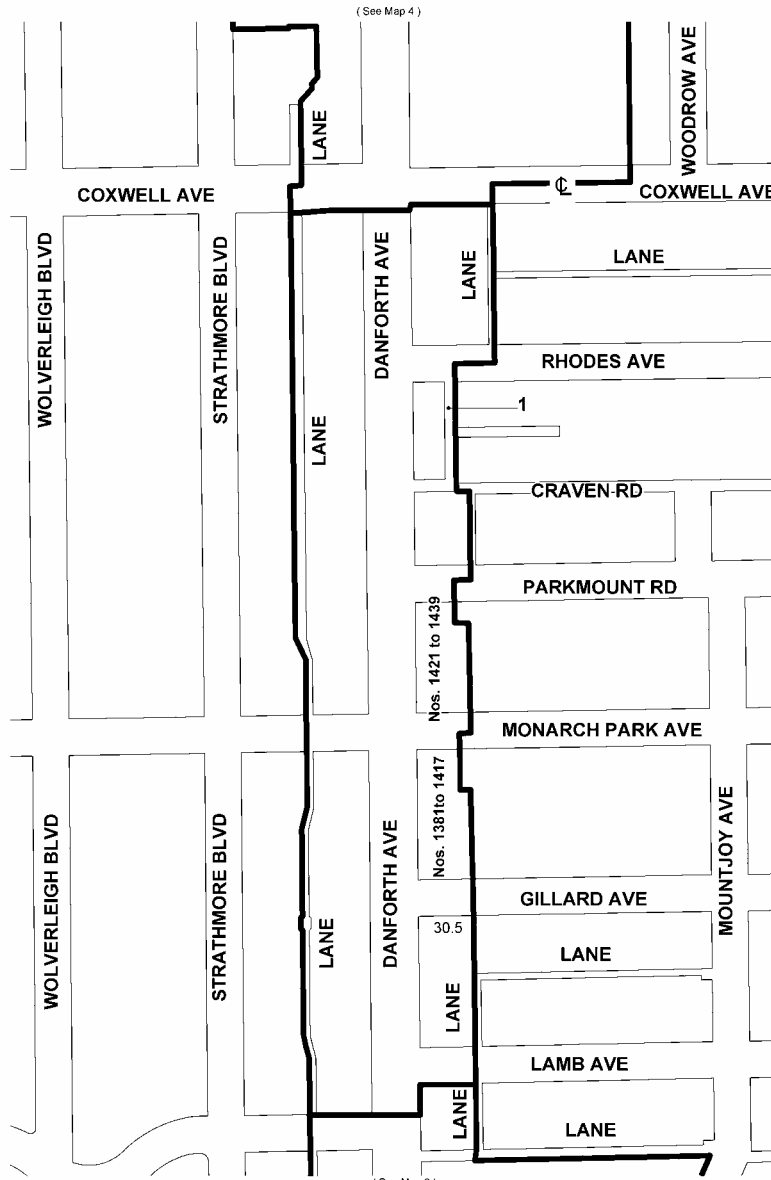 ( See Map 4 )
WOODROW AVE
LANE
COXWELL AVE
℄
COXWELL AVE
WOLVERLEIGH BLVD
STRATHMORE BLVD
DANFORTH AVE
LANE
LANE
RHODES AVE
1
LANE
CRAVEN RD
PARKMOUNT RD
Nos. 1421 to 1439
MONARCH PARK AVE
Nos. 1381to 1417
MOUNTJOY AVE
WOLVERLEIGH BLVD
STRATHMORE BLVD
DANFORTH AVE
GILLARD AVE
30.5
LANE
LANE
LANE
LAMB AVE
LANE
LANE